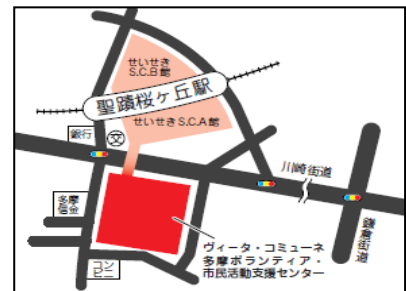 せいせき
S.C.B館
聖蹟桜ヶ丘駅
せいせきS.C.A館
銀行
交
川崎街道
多摩
信金
鎌倉街道
コン
ビニ
ヴィータ・コミューネ
多摩ボランティア・
市民活動支援センター